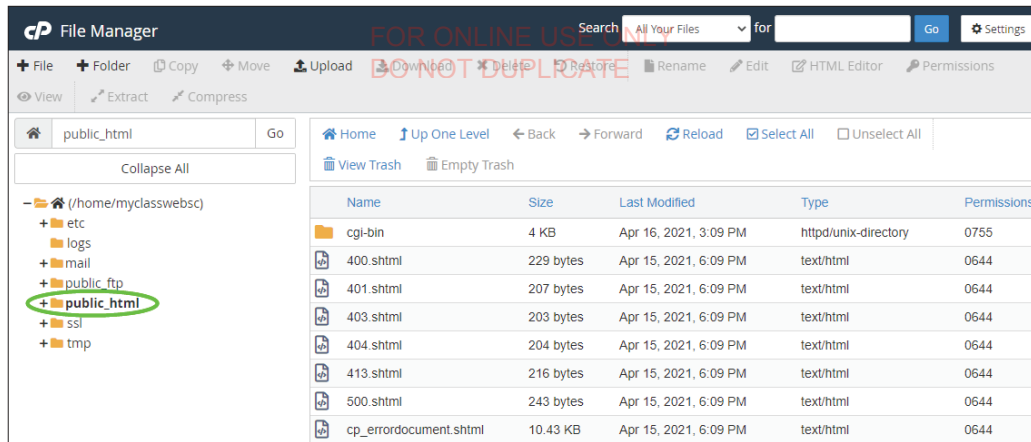 cP File Manager
Search All Your Files for Go Settings
FOR ONLINE USE ONLY
DO NOT DUPLICATE
+ File + Folder Copy Move Upload Download Delete Restore Rename Edit HTML Editor Permissions
View Extract Compress
public_html Go
Collapse All
(/home/myclasswebsc)
+ etc
logs
+ mail
+ public_ftp
+ public_html
+ ssl
+ tmp
Home Up One Level Back Forward Reload Select All Unselect All
View Trash Empty Trash
Name Size Last Modified Type Permissions
cgi-bin 4 KB Apr 16, 2021, 3:09 PM httpd/unix-directory 0755
400.shtml 229 bytes Apr 15, 2021, 6:09 PM text/html 0644
401.shtml 207 bytes Apr 15, 2021, 6:09 PM text/html 0644
403.shtml 203 bytes Apr 15, 2021, 6:09 PM text/html 0644
404.shtml 204 bytes Apr 15, 2021, 6:09 PM text/html 0644
413.shtml 216 bytes Apr 15, 2021, 6:09 PM text/html 0644
500.shtml 243 bytes Apr 15, 2021, 6:09 PM text/html 0644
cp_errordocument.shtml 10.43 KB Apr 15, 2021, 6:09 PM text/html 0644